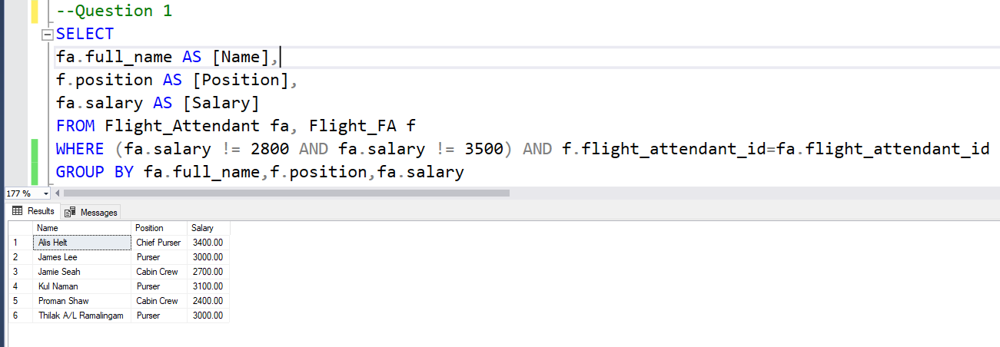 --Question 1
SELECT
fa.full_name AS [Name],
f.position AS [Position],
fa.salary AS [Salary]
FROM Flight_Attendant fa, Flight_FA f
WHERE (fa.salary != 2800 AND fa.salary != 3500) AND f.flight_attendant_id=fa.flight_attendant_id
GROUP BY fa.full_name,f.position,fa.salary
177 %
Results Messages
Name Position Salary
1 Alis Helt Chief Purser 3400.00
2 James Lee Purser 3000.00
3 Jamie Seah Cabin Crew 2700.00
4 Kul Naman Purser 3100.00
5 Proman Shaw Cabin Crew 2400.00
6 Thilak A/L Ramalingam Purser 3000.00